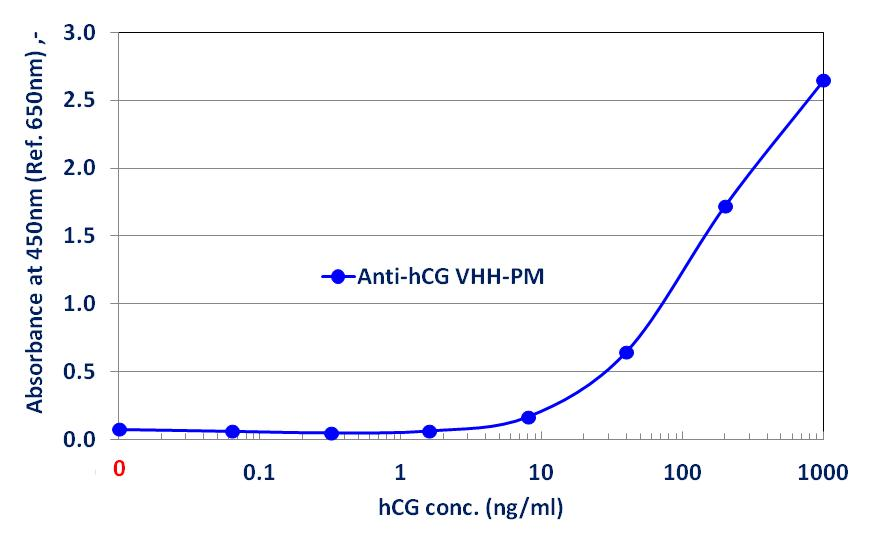 Absorbance at 450nm (Ref. 650nm) ,-
3.0
2.5
2.0
1.5
1.0
0.5
0.0
Anti-hCG VHH-PM
0 0.1 1 10 100 1000
hCG conc. (ng/ml)